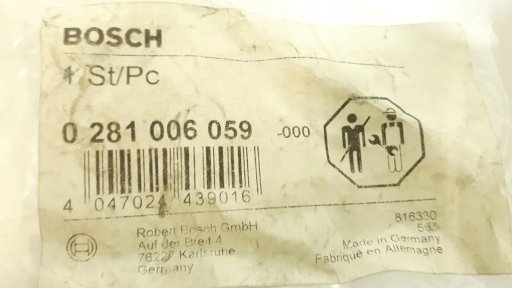 BOSCH
1 St/Pc
0 281 006 059 -000
4 047024 439016
Robert Bosch GmbH
Auf der Breit 4
76227 Karlsruhe
Germany
816330
Made in Germany
Fabriqué en Allemagne